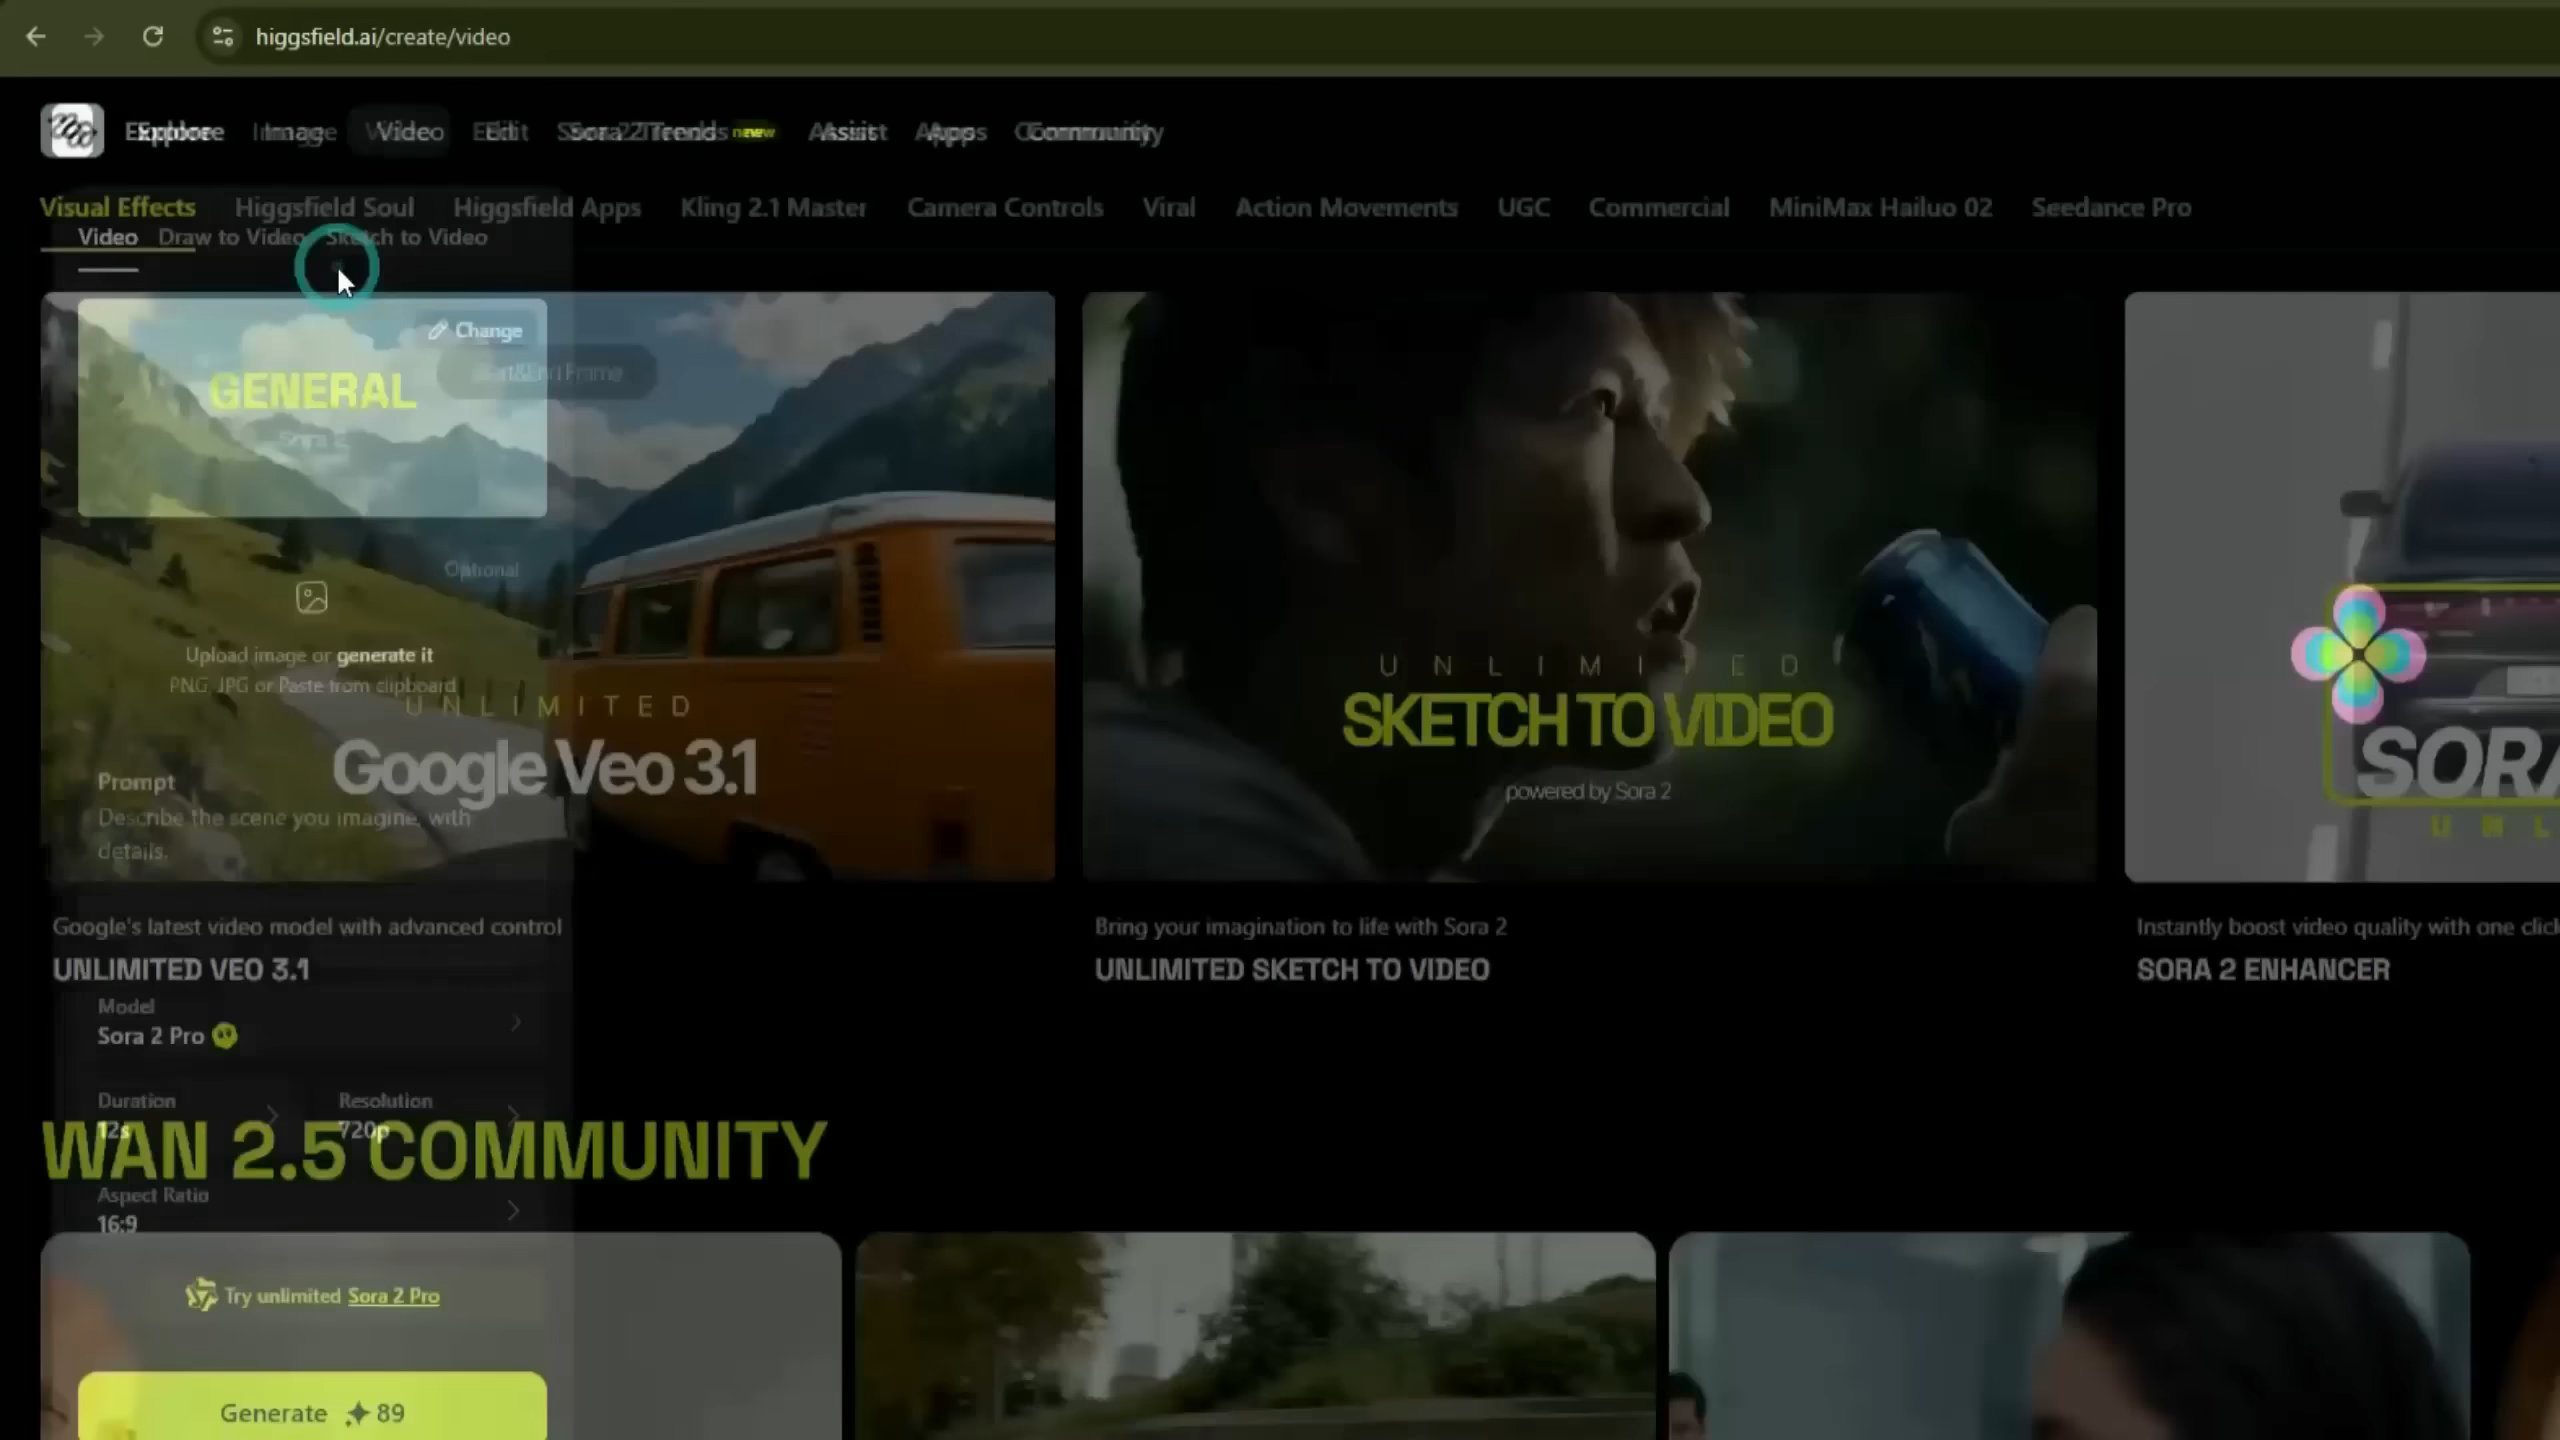 higgsfield.ai/create/video
Explore Image Video Edit Sora 2 Trends new Assist Apps Community
Visual Effects Higgsfield Soul Higgsfield Apps Kling 2.1 Master Camera Controls Viral Action Movements UGC Commercial MiniMax Hailuo 02 Seedance Pro
Video Draw to Video Sketch to Video
Change
Start&End Frame
GENERAL
Sora 2
Optional
Upload image or generate it
PNG, JPG or Paste from clipboard
UNLIMITED
Google Veo 3.1
UNLIMITED
SKETCH TO VIDEO
powered by Sora 2
SORA
Prompt
Describe the scene you imagine, with
details.
Google's latest video model with advanced control
UNLIMITED VEO 3.1
Bring your imagination to life with Sora 2
UNLIMITED SKETCH TO VIDEO
Instantly boost video quality with one click
SORA 2 ENHANCER
Model
Sora 2 Pro
Duration
12s
Resolution
720p
WAN 2.5 COMMUNITY
Aspect Ratio
16:9
Try unlimited Sora 2 Pro
Generate 89